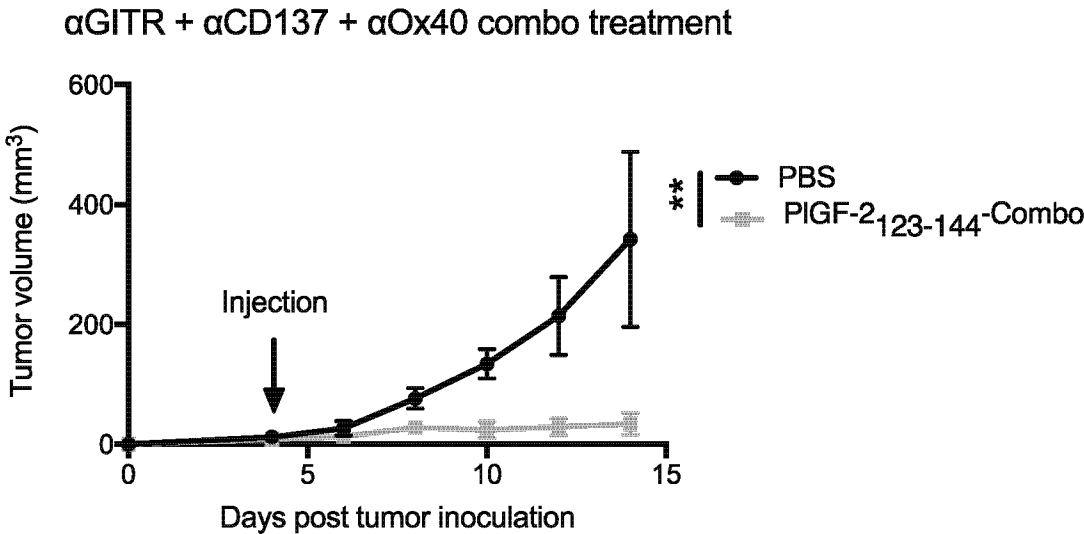 αGITR + αCD137 + αOx40 combo treatment
600
400
200
0
Tumor volume (mm3)
Injection
0
5
10
15
Days post tumor inoculation
**
PBS
PlGF-2123-144-Combo